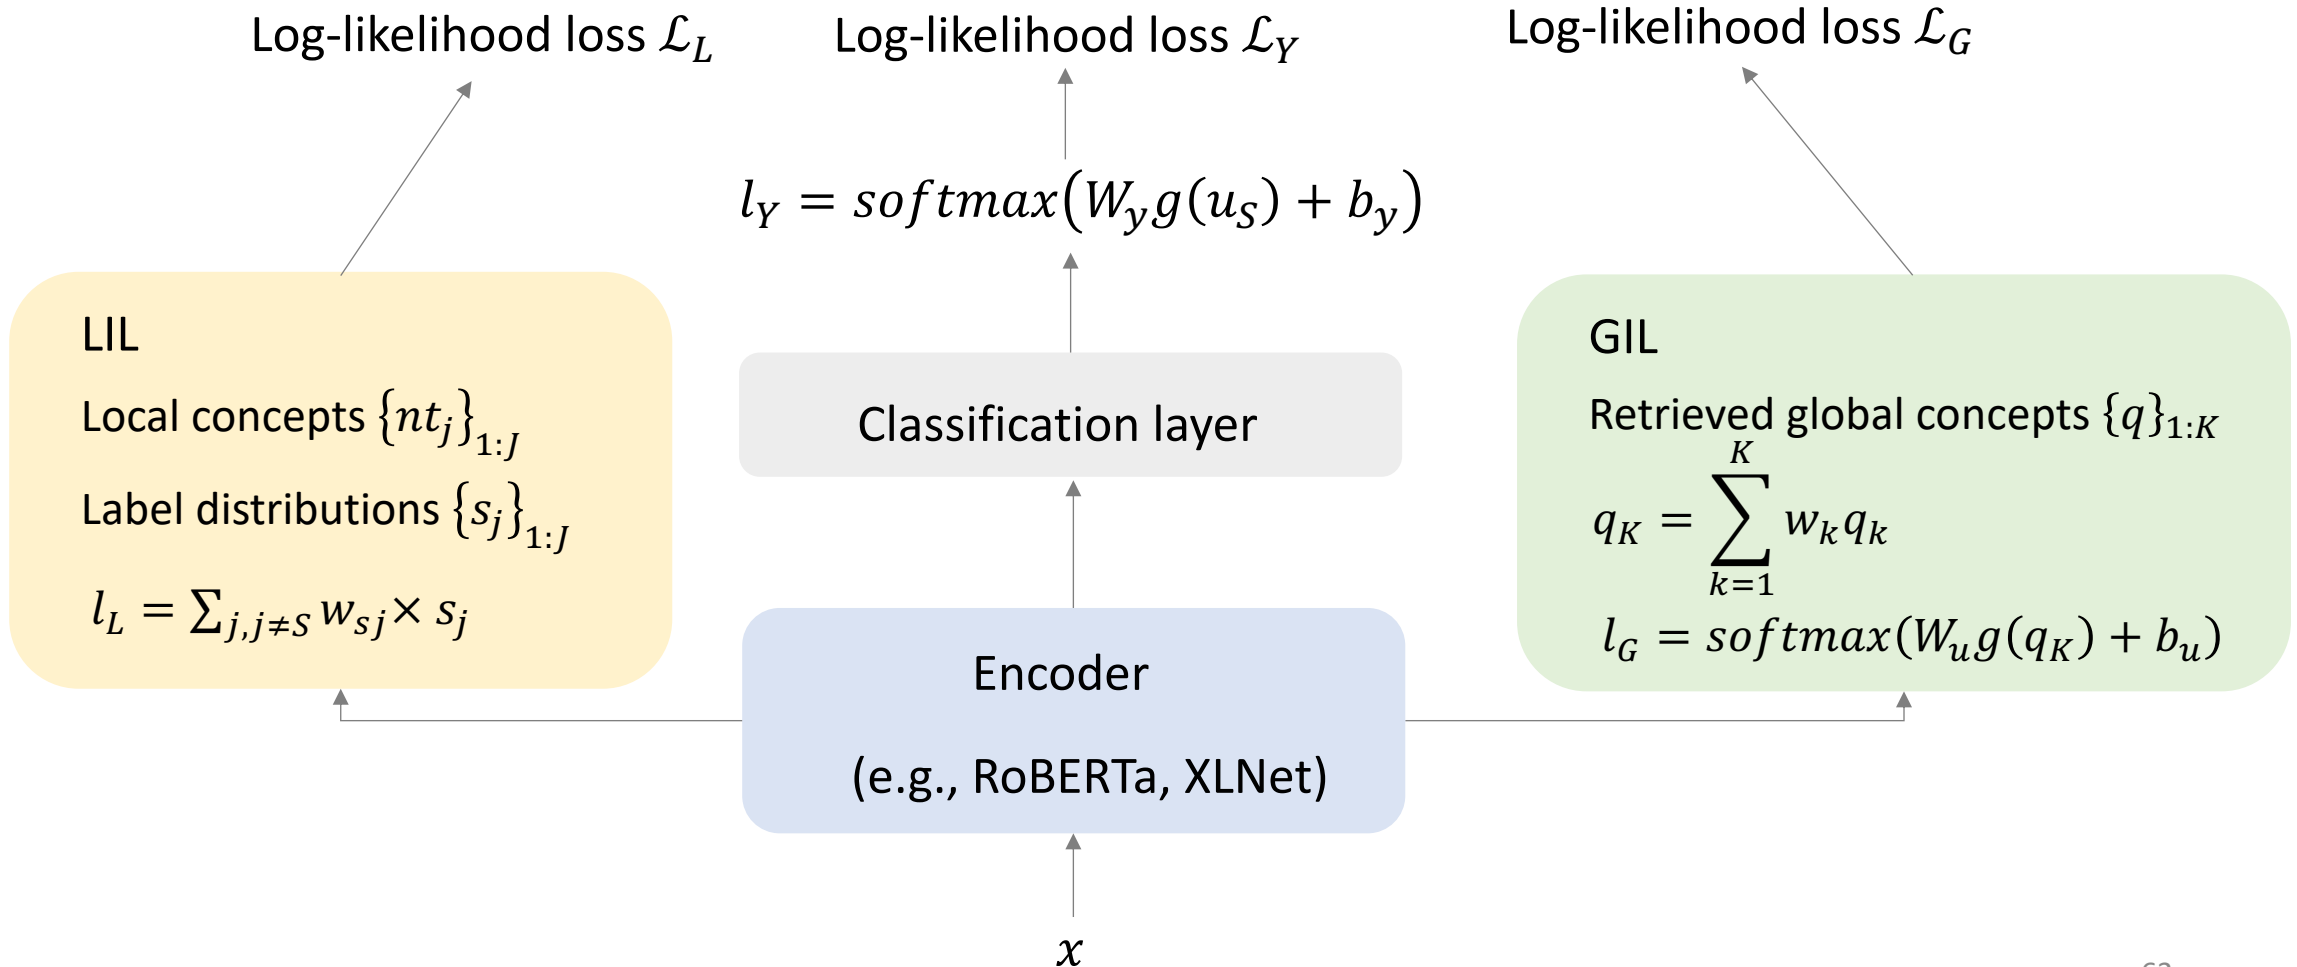 Log-likelihood loss ℒ_L
Log-likelihood loss ℒ_Y
Log-likelihood loss ℒ_G
l_Y = softmax(W_y g(u_S) + b_y)
LIL
Local concepts {nt_j}_{1:J}
Label distributions {s_j}_{1:J}
l_L = ∑_{j,j≠S} w_{sj} × s_j
Classification layer
Encoder
(e.g., RoBERTa, XLNet)
x
GIL
Retrieved global concepts {q}_{1:K}
q_K = ∑_{k=1}^{K} w_k q_k
l_G = softmax(W_u g(q_K) + b_u)